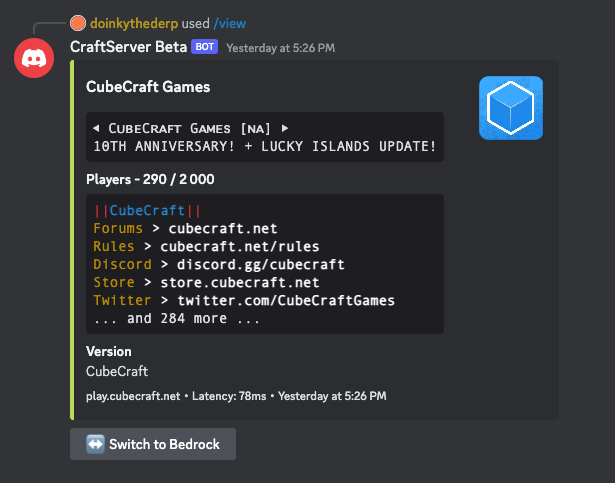 doinkythederp used /view
CraftServer Beta BOT Yesterday at 5:26 PM
CubeCraft Games
◄ CᴜʙᴇCʀᴀғᴛ Gᴀᴍᴇs [ɴᴀ] ►
10TH ANNIVERSARY! + LUCKY ISLANDS UPDATE!
Players - 290 / 2 000
||CubeCraft||
Forums > cubecraft.net
Rules > cubecraft.net/rules
Discord > discord.gg/cubecraft
Store > store.cubecraft.net
Twitter > twitter.com/CubeCraftGames
... and 284 more ...
Version
CubeCraft
play.cubecraft.net • Latency: 78ms • Yesterday at 5:26 PM
Switch to Bedrock